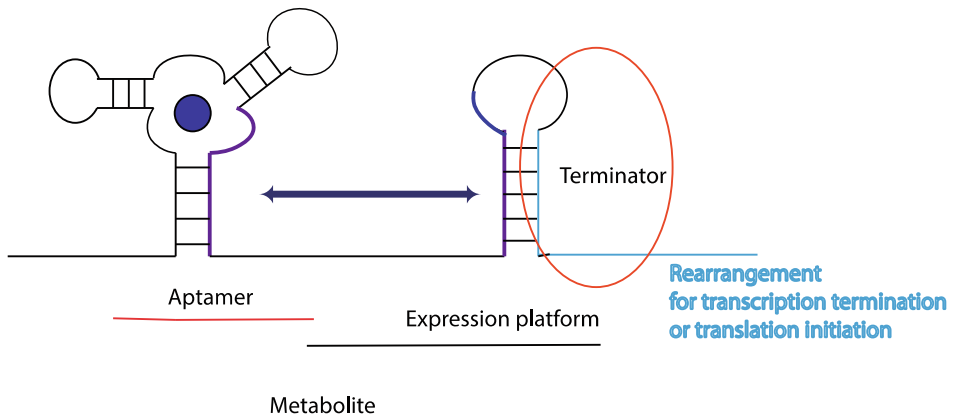 Terminator
Rearrangement
for transcription termination
or translation initiation
Aptamer
Expression platform
Metabolite